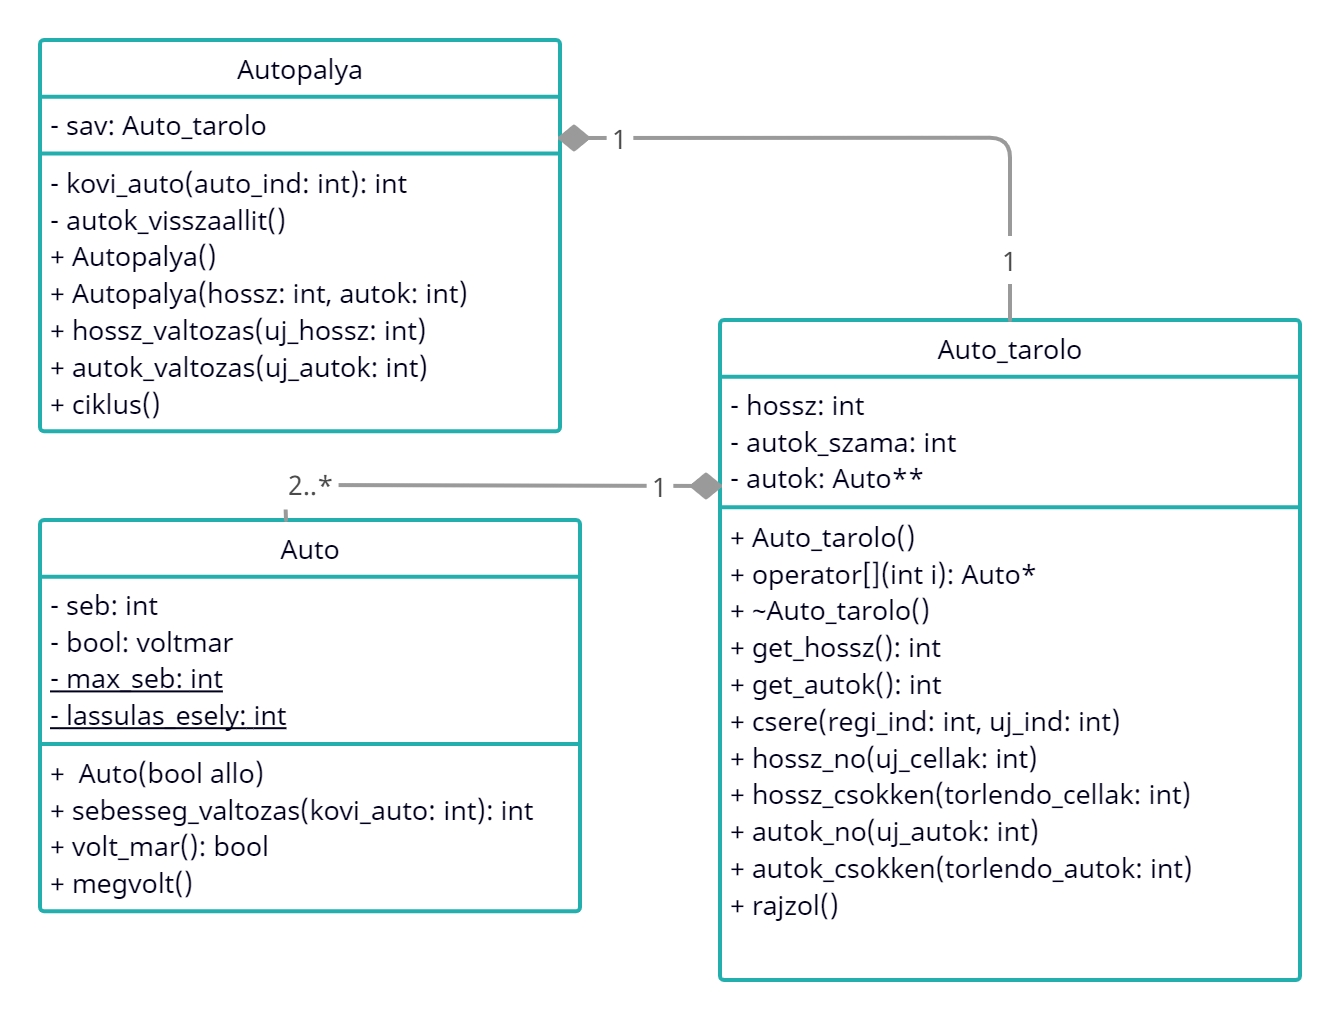 Autopalya
- sav: Auto_tarolo
- kovi_auto(auto_ind: int): int
- autok_visszaallit()
+ Autopalya()
+ Autopalya(hossz: int, autok: int)
+ hossz_valtozas(uj_hossz: int)
+ autok_valtozas(uj_autok: int)
+ ciklus()
1
1
Auto_tarolo
- hossz: int
- autok_szama: int
- autok: Auto**
+ Auto_tarolo()
+ operator[](int i): Auto*
+ ~Auto_tarolo()
+ get_hossz(): int
+ get_autok(): int
+ csere(regi_ind: int, uj_ind: int)
+ hossz_no(uj_cellak: int)
+ hossz_csokken(torlendo_cellak: int)
+ autok_no(uj_autok: int)
+ autok_csokken(torlendo_autok: int)
+ rajzol()
2..*
1
Auto
- seb: int
- bool: voltmar
- max_seb: int
- lassulas_esely: int
+ Auto(bool allo)
+ sebesseg_valtozas(kovi_auto: int): int
+ volt_mar(): bool
+ megvolt()